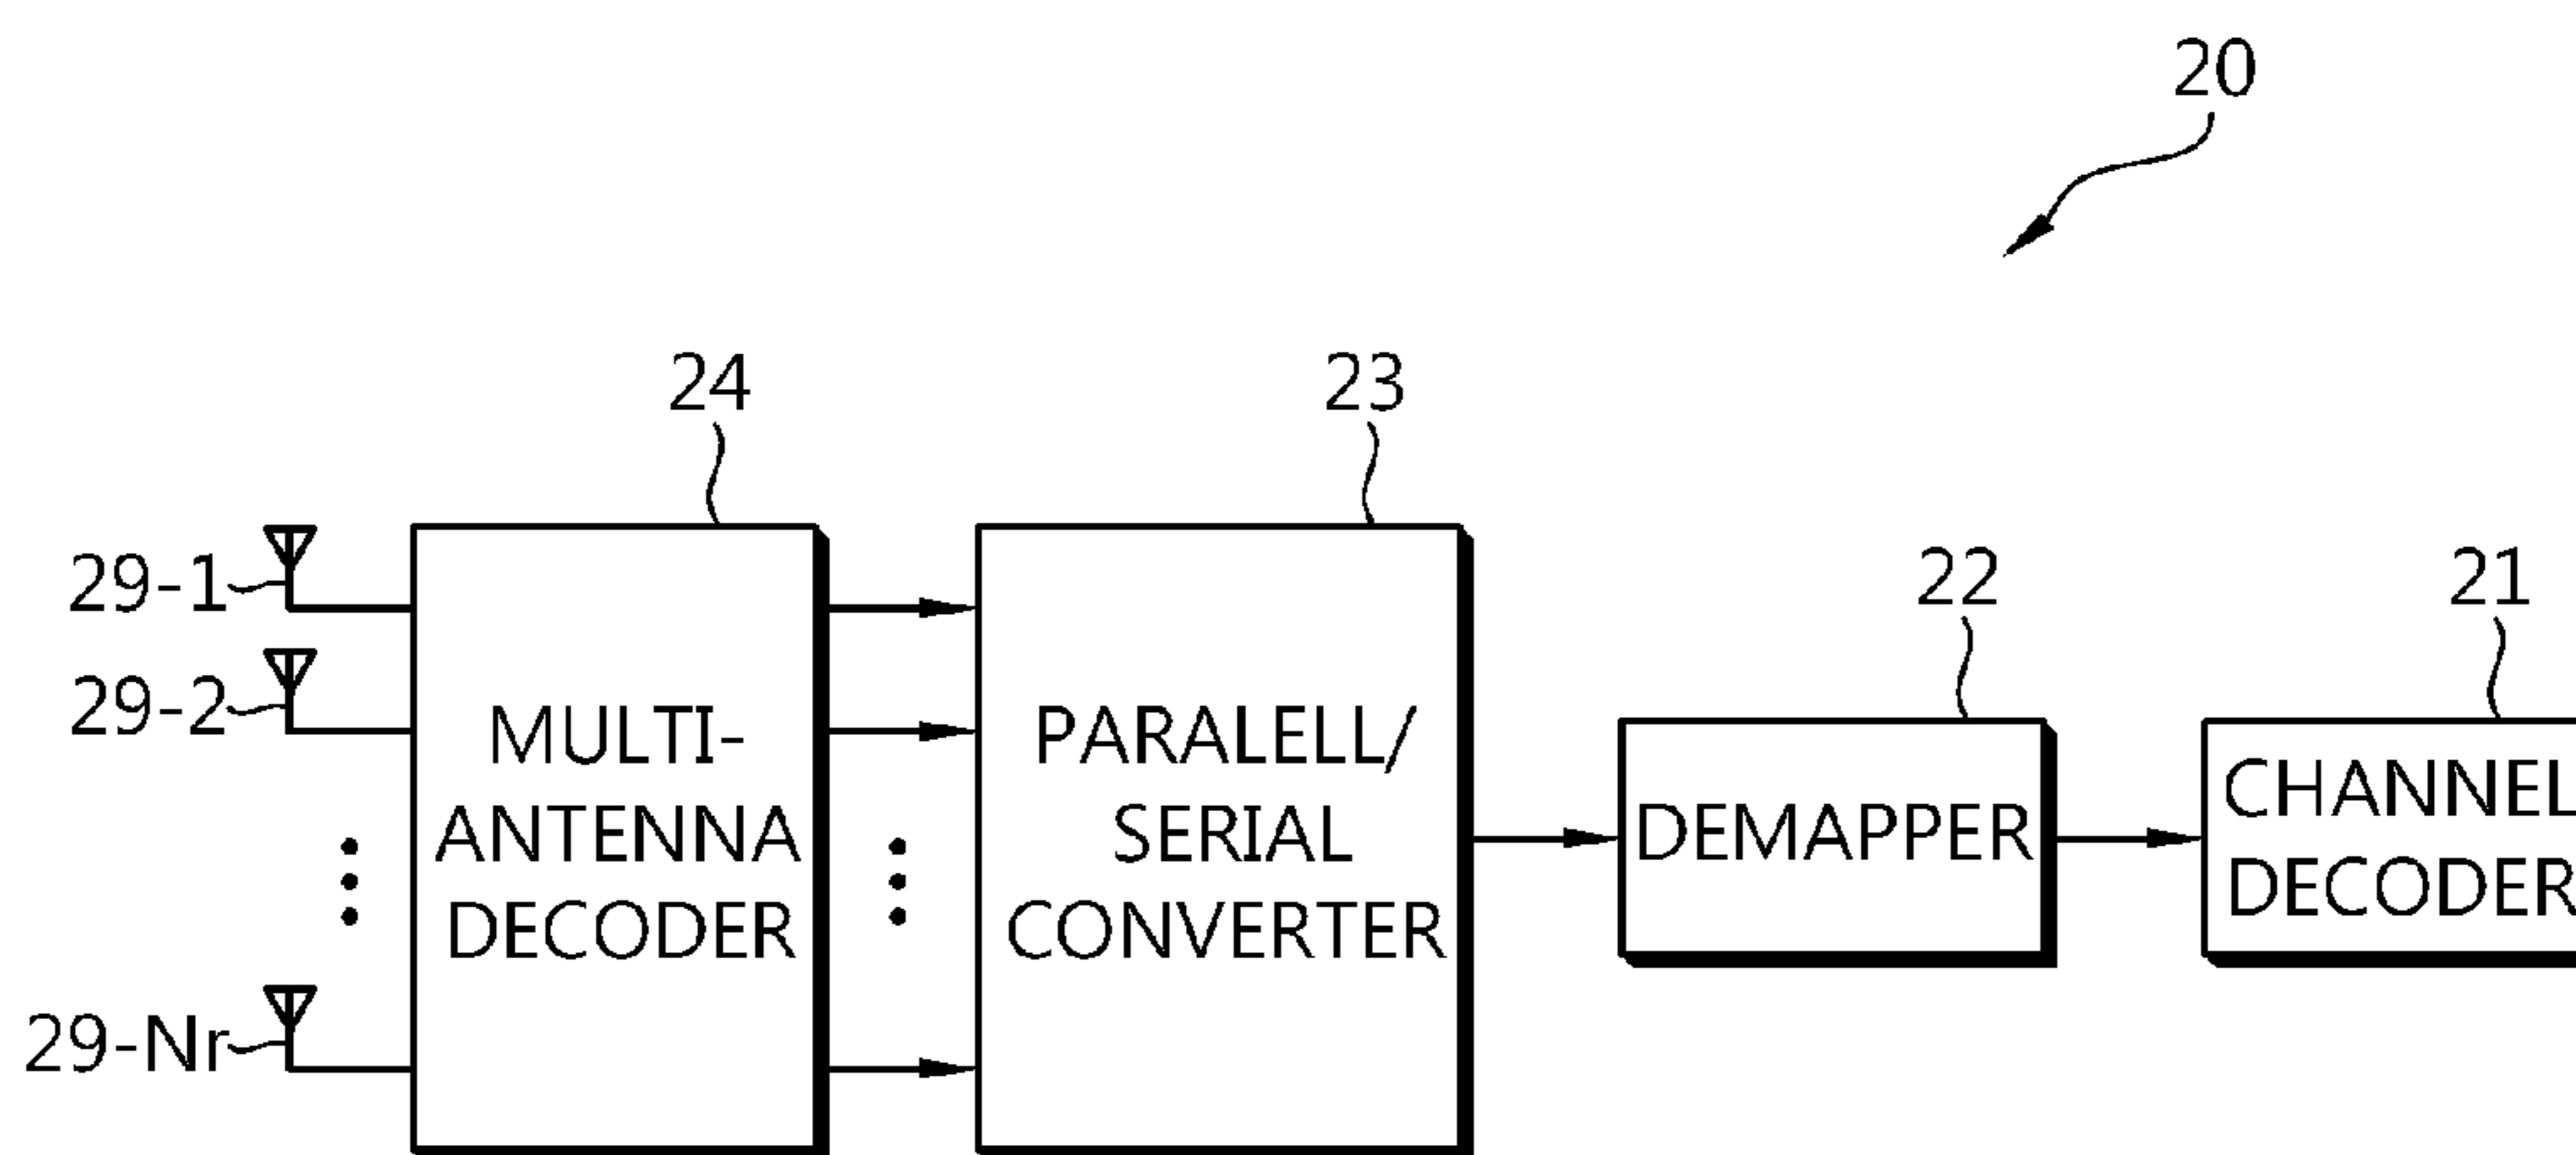 20
24
23
22
21
29-1
29-2
29-Nr
MULTI-
ANTENNA
DECODER
PARALELL/
SERIAL
CONVERTER
DEMAPPER
CHANNEL
DECODER